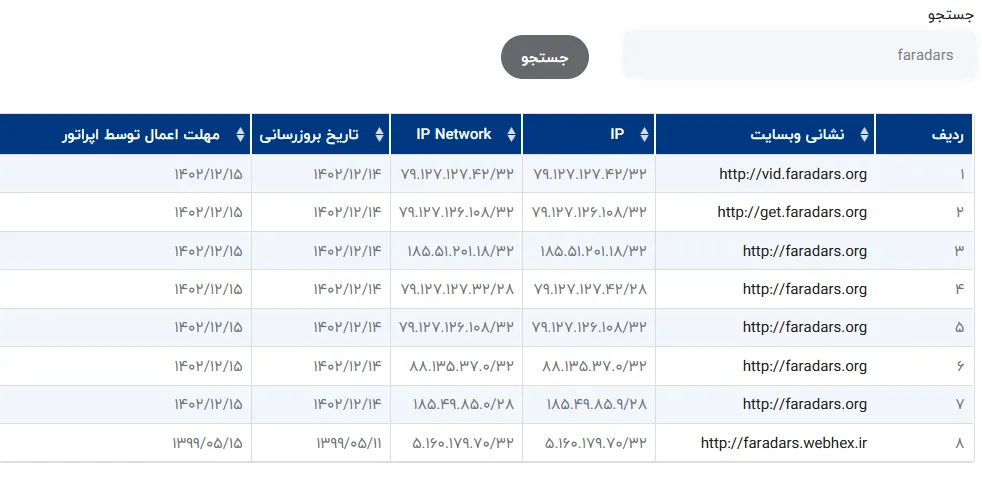 جستجو
faradars
جستجو
ردیف نشانی وبسایت IP IP Network تاریخ بروزرسانی مهلت اعمال توسط اپراتور
۱ http://vid.faradars.org ۷۹.۱۲۷.۱۲۷.۴۲/۳۲ ۷۹.۱۲۷.۱۲۷.۴۲/۳۲ ۱۴۰۲/۱۲/۱۴ ۱۴۰۲/۱۲/۱۵
۲ http://get.faradars.org ۷۹.۱۲۷.۱۲۶.۱۰۸/۳۲ ۷۹.۱۲۷.۱۲۶.۱۰۸/۳۲ ۱۴۰۲/۱۲/۱۴ ۱۴۰۲/۱۲/۱۵
۳ http://faradars.org ۱۸۵.۵۱.۲۰۱.۱۸/۳۲ ۱۸۵.۵۱.۲۰۱.۱۸/۳۲ ۱۴۰۲/۱۲/۱۴ ۱۴۰۲/۱۲/۱۵
۴ http://faradars.org ۷۹.۱۲۷.۱۲۷.۴۲/۲۸ ۷۹.۱۲۷.۱۲۷.۳۲/۲۸ ۱۴۰۲/۱۲/۱۴ ۱۴۰۲/۱۲/۱۵
۵ http://faradars.org ۷۹.۱۲۷.۱۲۶.۱۰۸/۳۲ ۷۹.۱۲۷.۱۲۶.۱۰۸/۳۲ ۱۴۰۲/۱۲/۱۴ ۱۴۰۲/۱۲/۱۵
۶ http://faradars.org ۸۸.۱۳۵.۳۷.۰/۳۲ ۸۸.۱۳۵.۳۷.۰/۳۲ ۱۴۰۲/۱۲/۱۴ ۱۴۰۲/۱۲/۱۵
۷ http://faradars.org ۱۸۵.۴۹.۸۵.۹/۲۸ ۱۸۵.۴۹.۸۵.۰/۲۸ ۱۴۰۲/۱۲/۱۴ ۱۴۰۲/۱۲/۱۵
۸ http://faradars.webhex.ir ۵.۱۶۰.۱۷۹.۷۰/۳۲ ۵.۱۶۰.۱۷۹.۷۰/۳۲ ۱۳۹۹/۰۵/۱۱ ۱۳۹۹/۰۵/۱۵